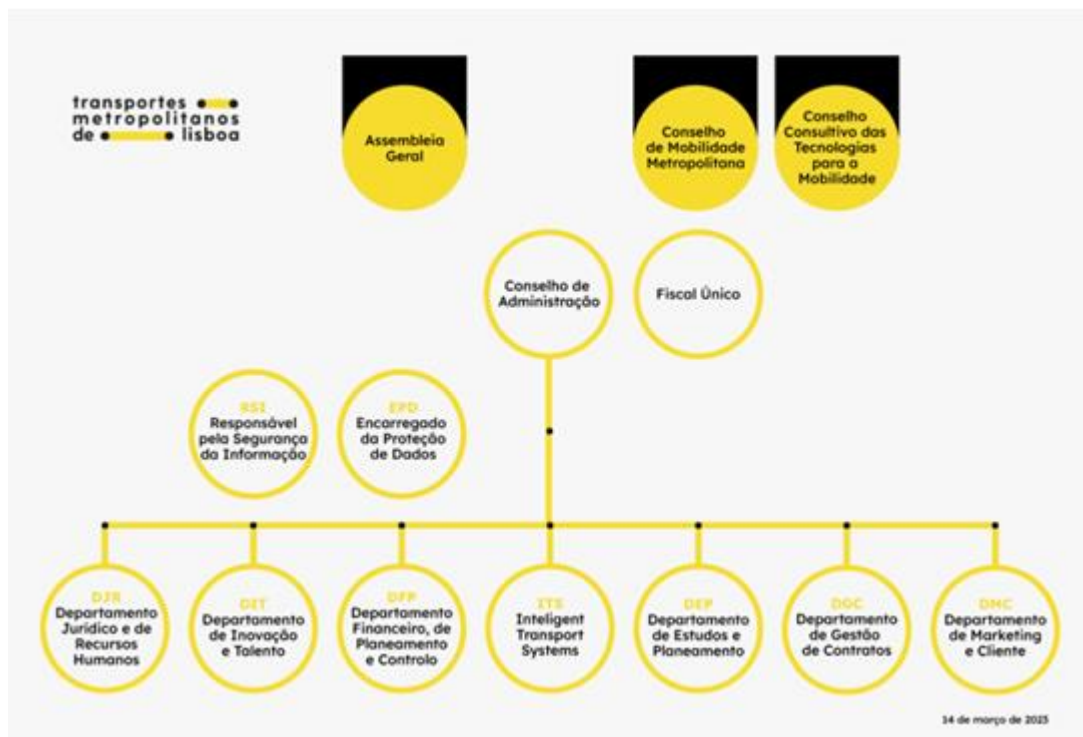 transportes
metropolitanos
de lisboa
Assembleia
Geral
Conselho
de Mobilidade
Metropolitana
Conselho
Consultivo das
Tecnologias
para a
Mobilidade
Conselho de
Administração
Fiscal Único
RSI
Responsável
pela Segurança
da Informação
EPD
Encarregado
da Proteção
de Dados
DJR
Departamento
Jurídico e de
Recursos
Humanos
DIT
Departamento
de Inovação
e Talento
DFP
Departamento
Financeiro, de
Planeamento
e Controlo
ITS
Inteligent
Transport
Systems
DEP
Departamento
de Estudos e
Planeamento
DGC
Departamento
de Gestão
de Contratos
DMC
Departamento
de Marketing
e Cliente
14 de março de 2023